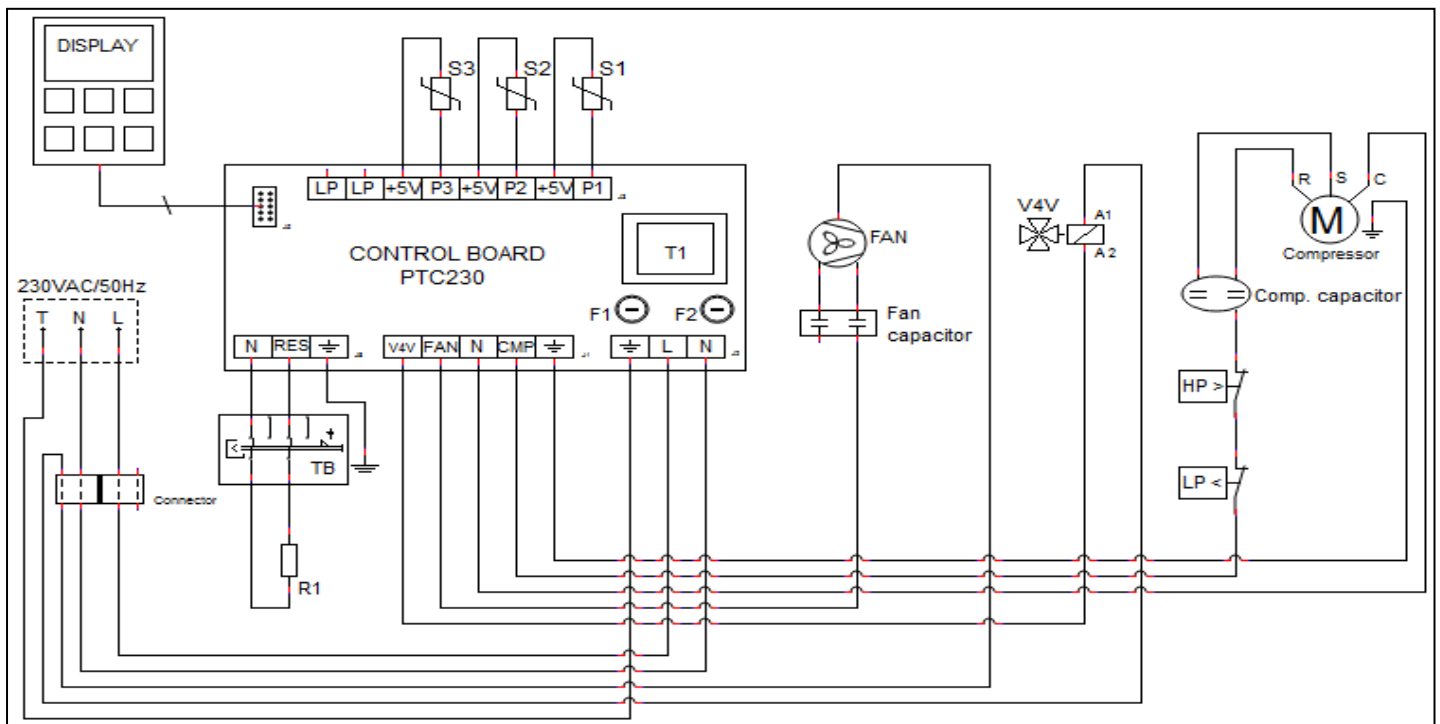 DISPLAY
S3 S2 S1
LP LP +5V P3 +5V P2 +5V P1
R S C
V4V A1
M
FAN
A2
Compressor
CONTROL BOARD
PTC230
T1
230VAC/50Hz
T N L
Comp. capacitor
F1 F2
Fan
capacitor
N RES V4V FAN N CMP L N
HP >
TB
LP <
Connector
R1